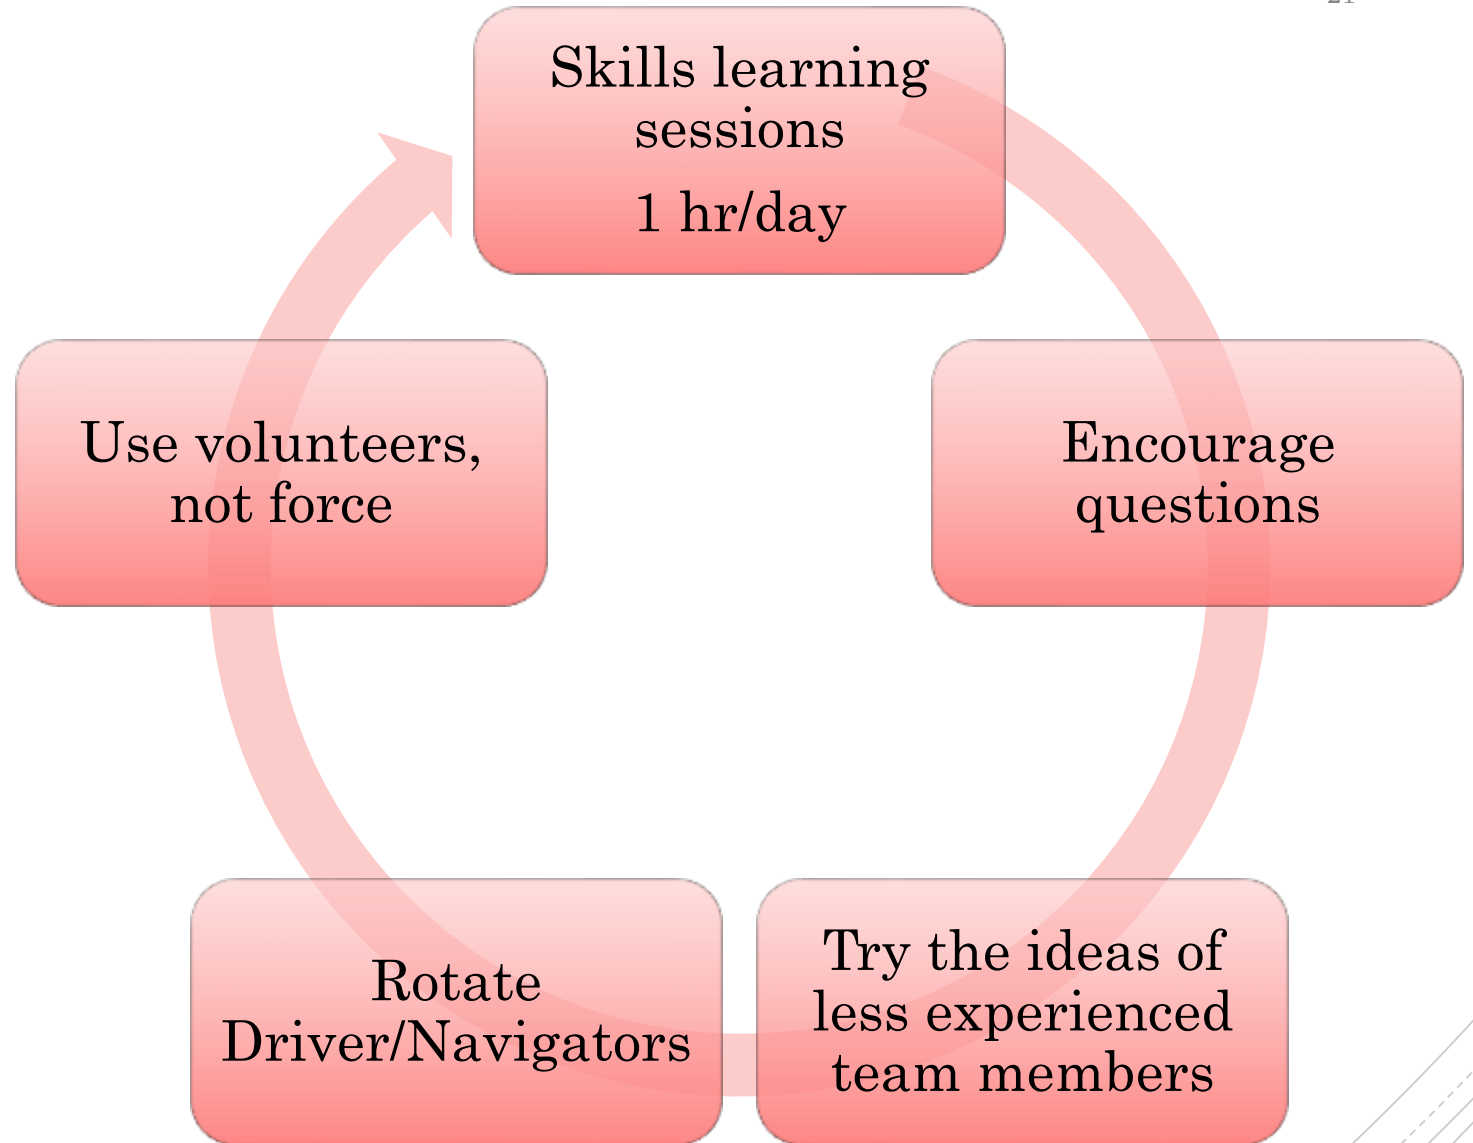 Skills learning
sessions
1 hr/day
Encourage
questions
Try the ideas of
less experienced
team members
Rotate
Driver/Navigators
Use volunteers,
not force